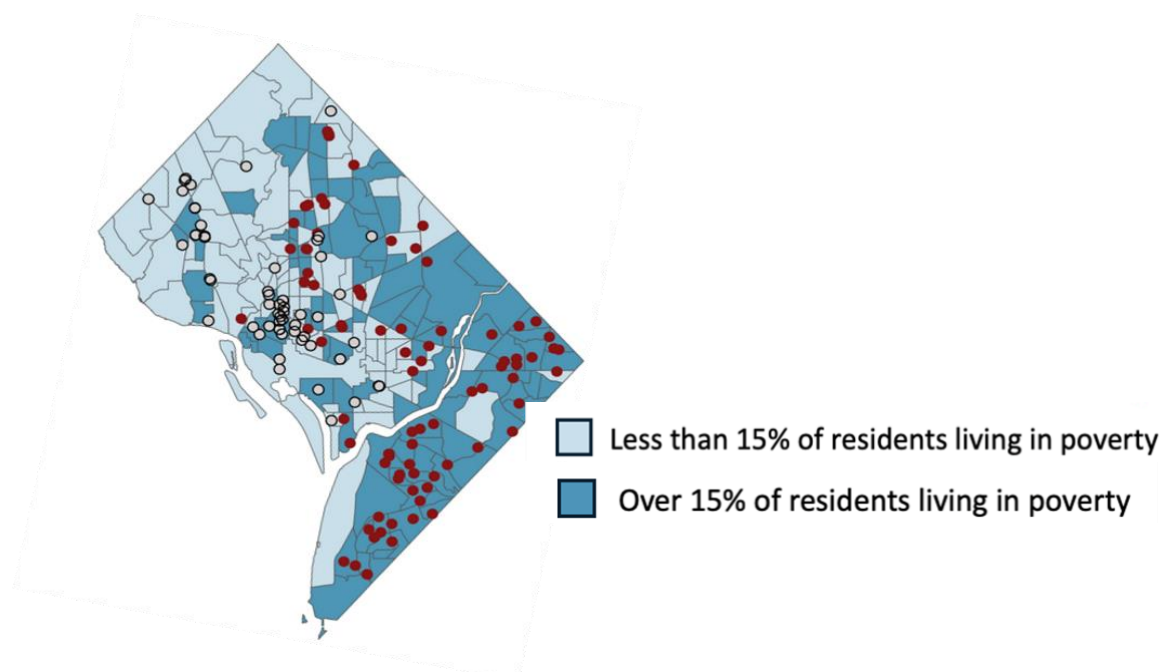 Less than 15% of residents living in poverty
Over 15% of residents living in poverty